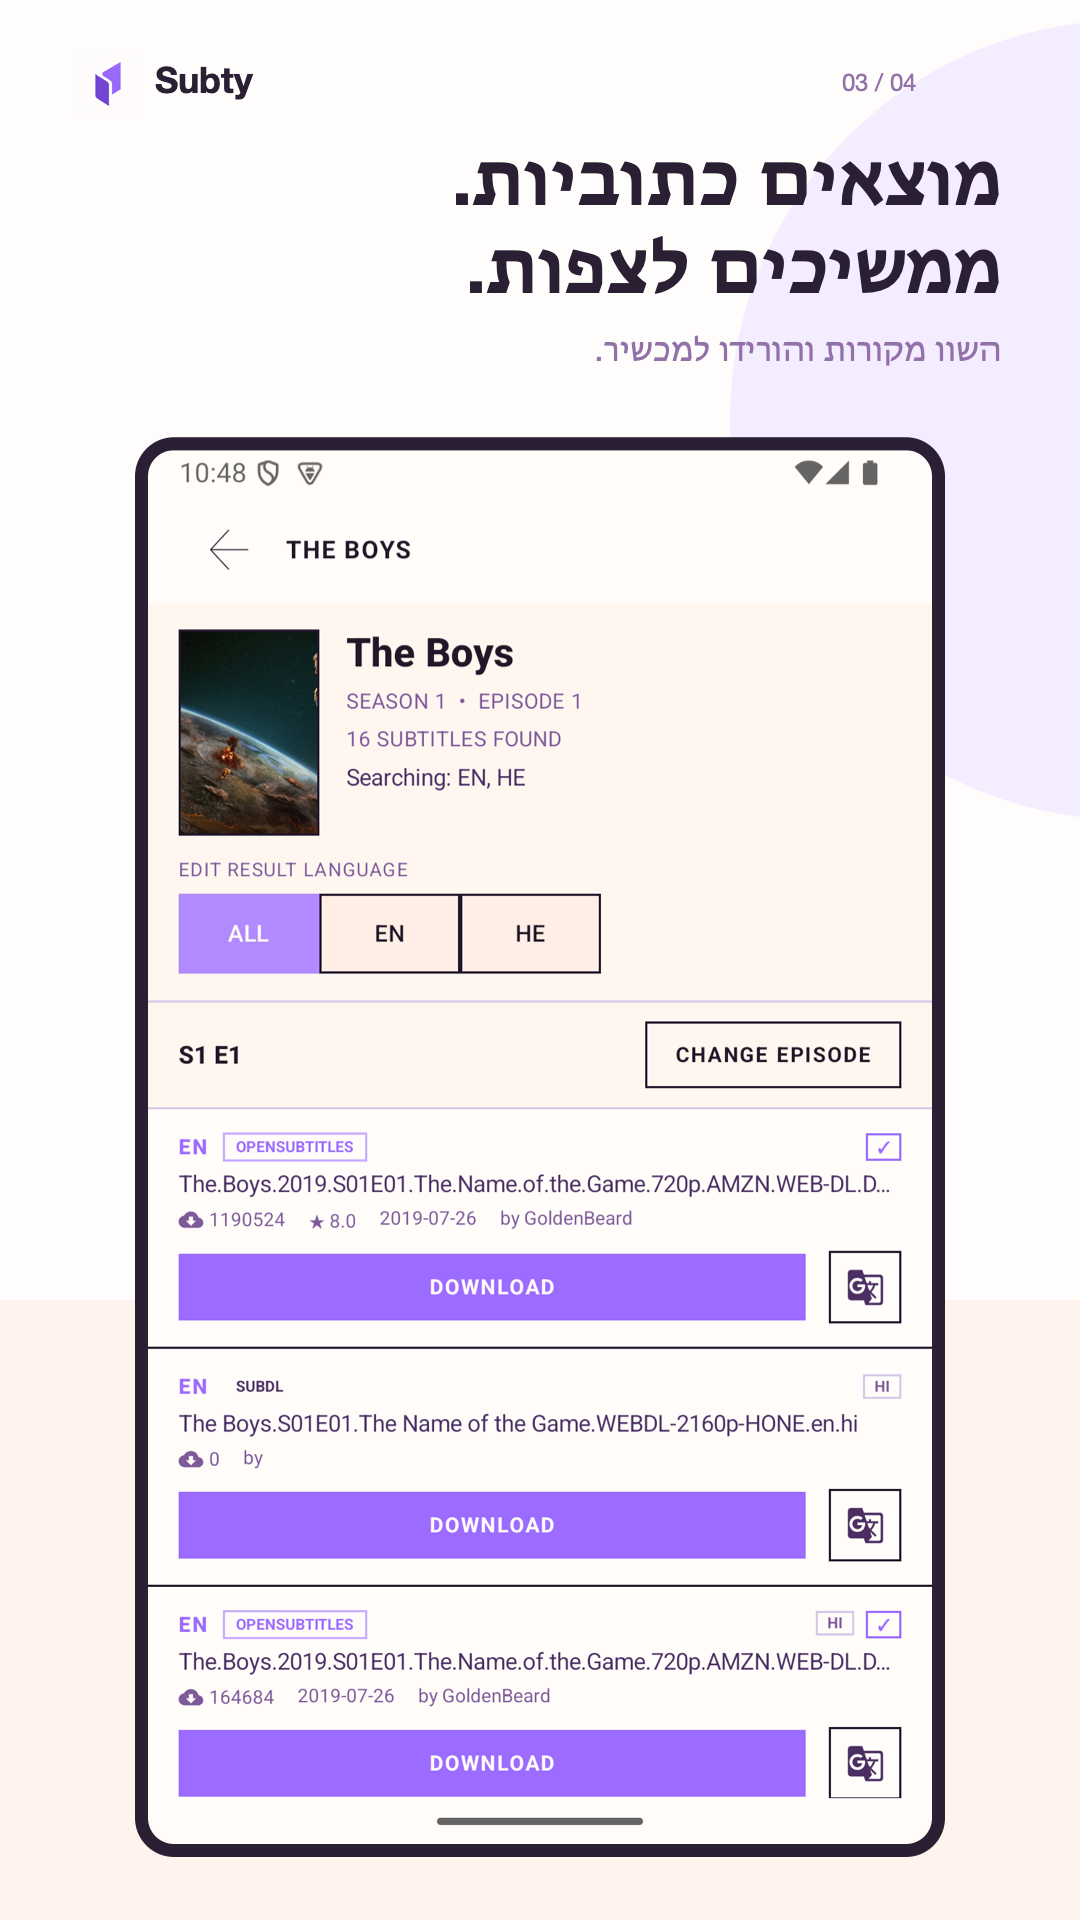 Subty
03 / 04
מוצאים כתוביות.
ממשיכים לצפות.
השוו מקורות והורידו למכשיר.
10:48
THE BOYS
The Boys
SEASON 1 • EPISODE 1
16 SUBTITLES FOUND
Searching: EN, HE
EDIT RESULT LANGUAGE
ALL EN HE
S1 E1 CHANGE EPISODE
EN OPENSUBTITLES ✓
The.Boys.2019.S01E01.The.Name.of.the.Game.720p.AMZN.WEB-DL.D...
1190524 ★ 8.0 2019-07-26 by GoldenBeard
DOWNLOAD
EN SUBDL HI
The Boys.S01E01.The Name of the Game.WEBDL-2160p-HONE.en.hi
0 by
DOWNLOAD
EN OPENSUBTITLES HI ✓
The.Boys.2019.S01E01.The.Name.of.the.Game.720p.AMZN.WEB-DL.D...
164684 2019-07-26 by GoldenBeard
DOWNLOAD